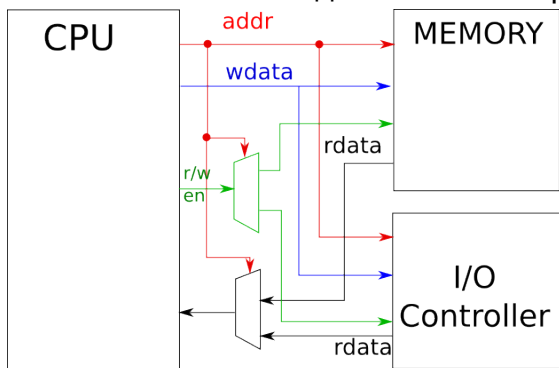 CPU
addr
MEMORY
wdata
rdata
r/w
en
I/O
Controller
rdata